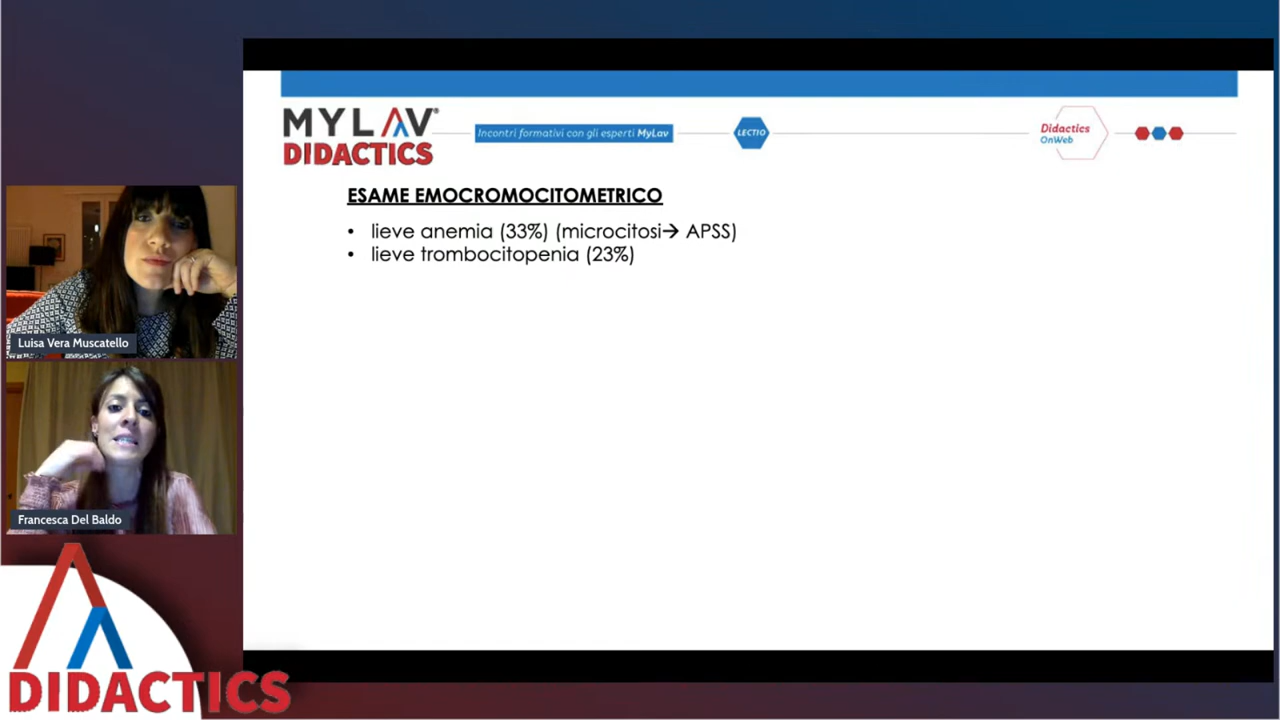 MYLAV®
DIDACTICS
Incontri formativi con gli esperti MyLav
LECTIO
Didactics
OnWeb
ESAME EMOCROMOCITOMETRICO
• lieve anemia (33%) (microcitosi→ APSS)
• lieve trombocitopenia (23%)
Luisa Vera Muscatello
Francesca Del Baldo
DIDACTICS